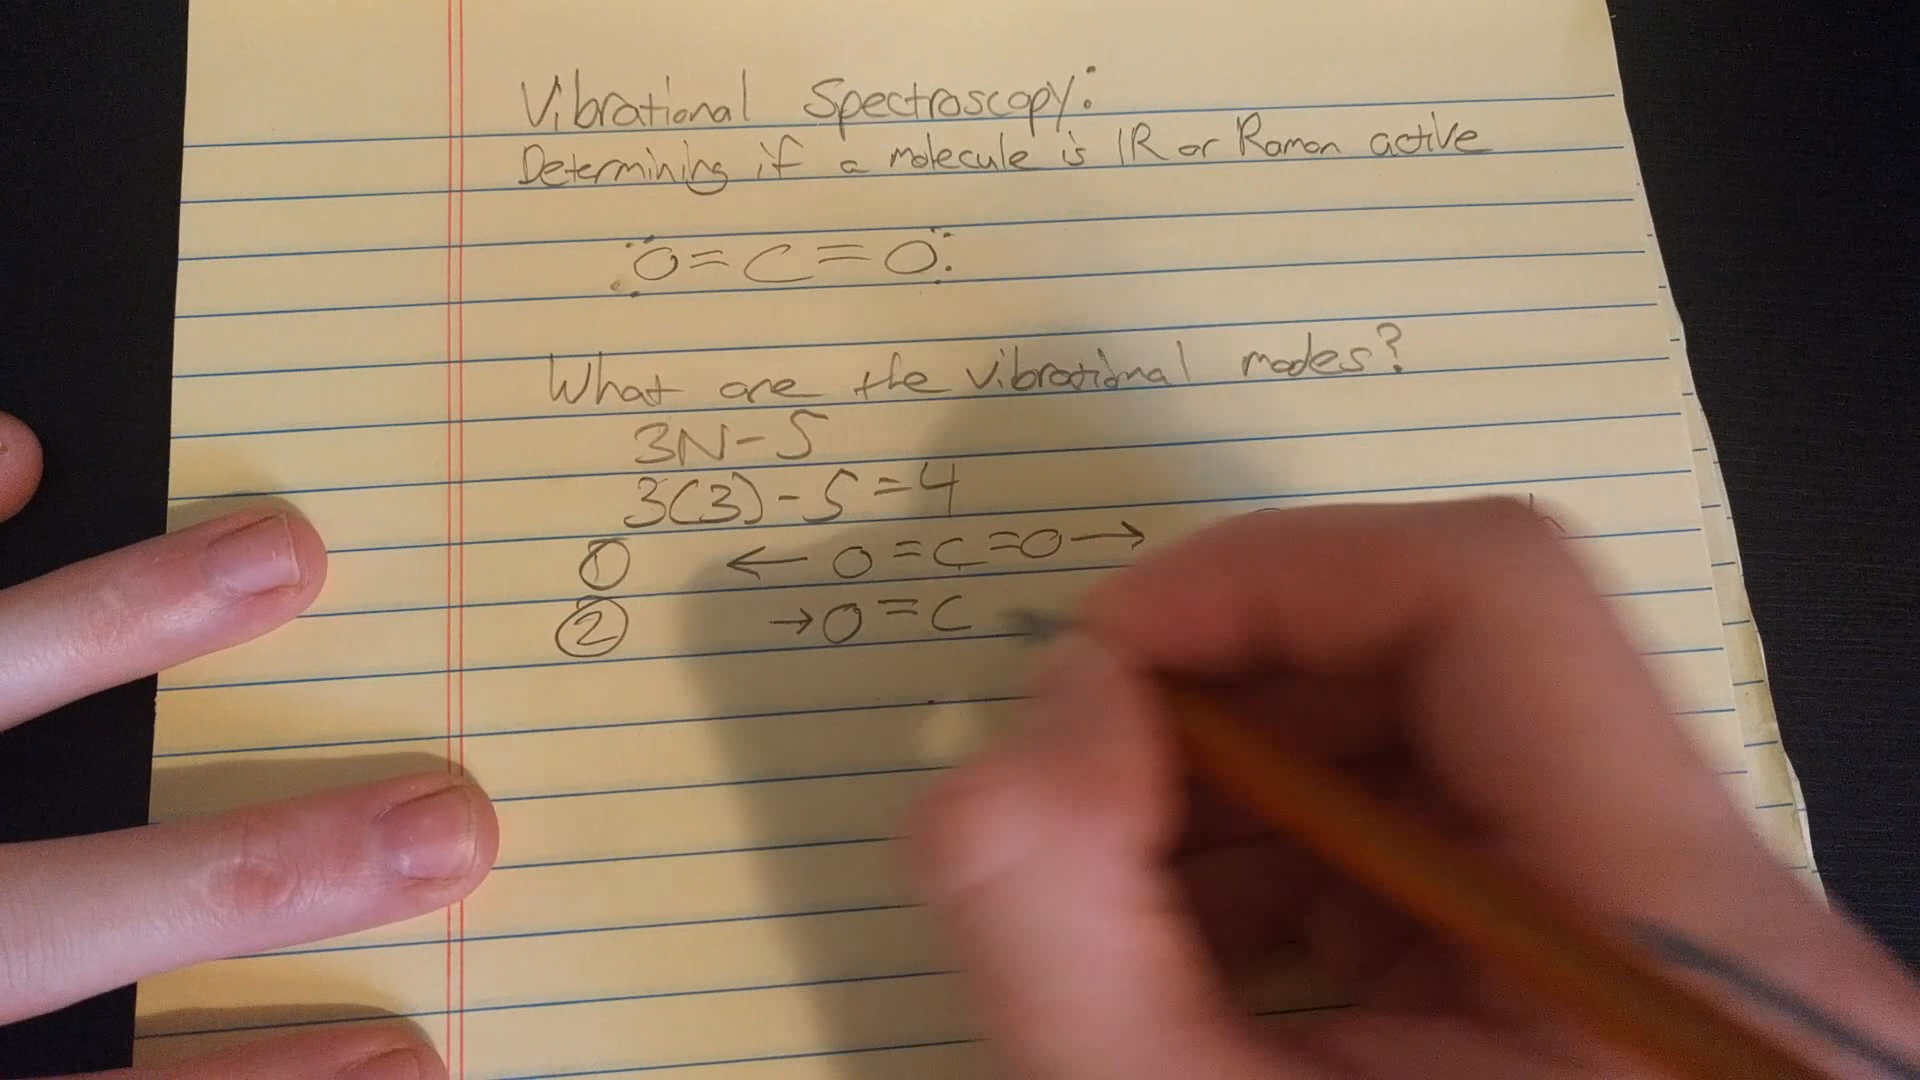 Vibrational Spectroscopy:
Determining if a molecule is IR or Raman active
:O=C=O:
What are the vibrational modes?
3N-5
3(3)-5=4
① ← O=C=O →
② →O=C